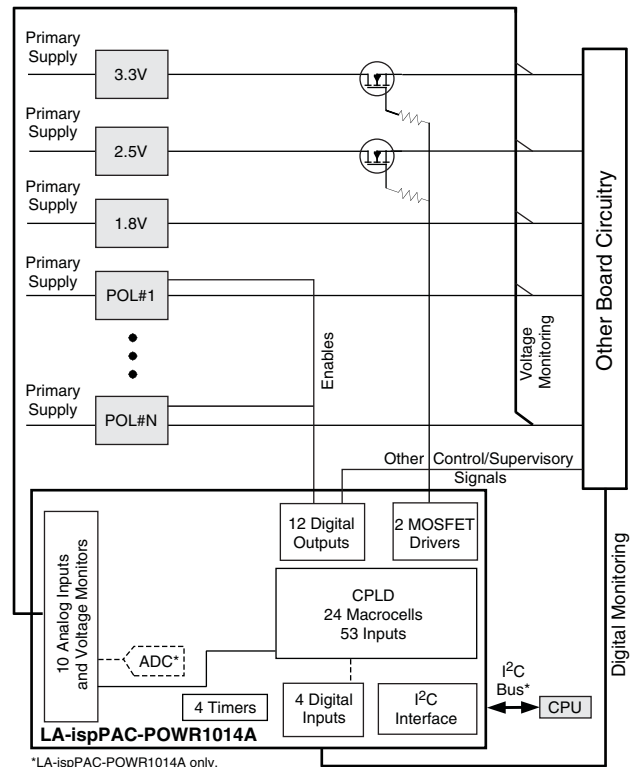 Primary
Supply
3.3V
Primary
Supply
2.5V
Primary
Supply
1.8V
Primary
Supply
POL#1
Primary
Supply
POL#N
Enables
Voltage
Monitoring
Other Board Circuitry
Other Control/Supervisory
Signals
12 Digital
Outputs
2 MOSFET
Drivers
10 Analog Inputs
and Voltage Monitors
CPLD
24 Macrocells
53 Inputs
ADC*
4 Timers
4 Digital
Inputs
I²C
Interface
I²C
Bus*
CPU
Digital Monitoring
LA-ispPAC-POWR1014A
*LA-ispPAC-POWR1014A only.